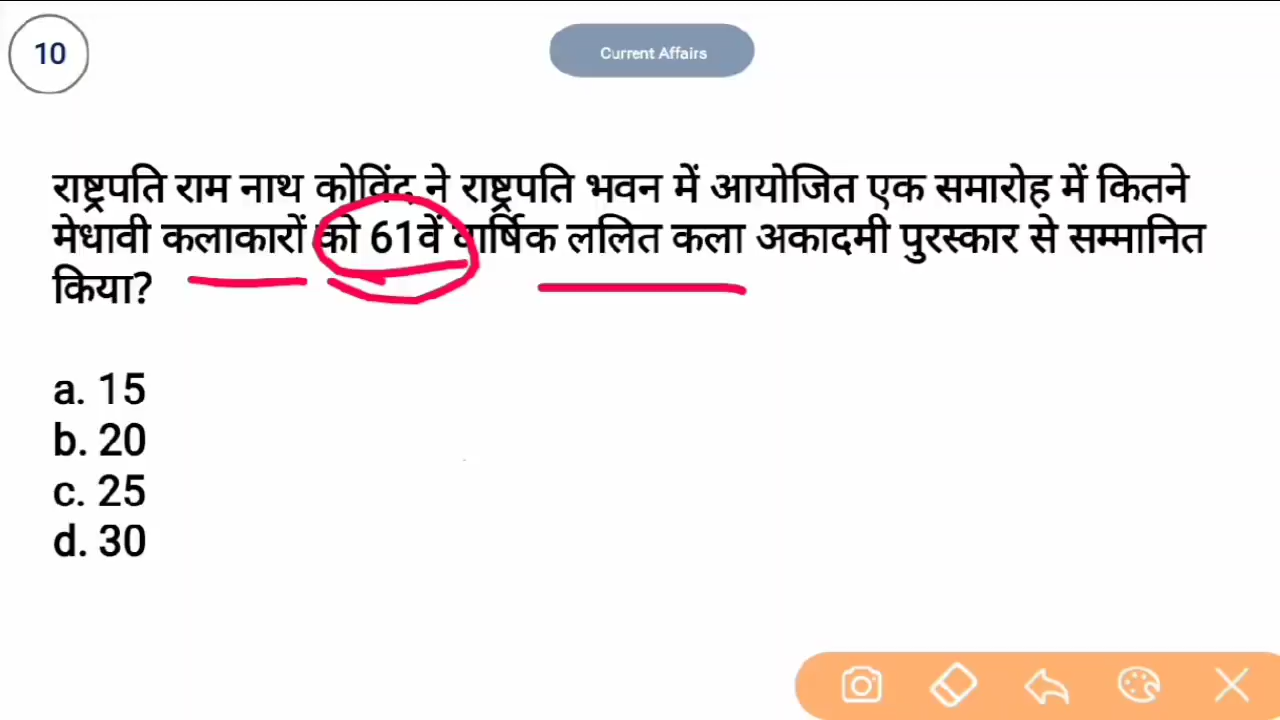 10
Current Affairs
राष्ट्रपति राम नाथ कोविंद ने राष्ट्रपति भवन में आयोजित एक समारोह में कितने
मेधावी कलाकारों को 61वें वार्षिक ललित कला अकादमी पुरस्कार से सम्मानित
किया?
a. 15
b. 20
c. 25
d. 30